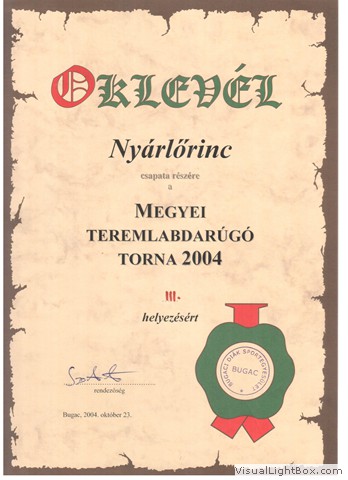 OKLEVÉL
Nyárlőrinc
csapata részére
a
MEGYEI
TEREMLABDARÚGÓ
TORNA 2004
III.
helyezésért
rendezőség
Bugac, 2004. október 23.
BUGACI DIÁK SPORTEGYESÜLET
BUGAC
VisualLightBox.com